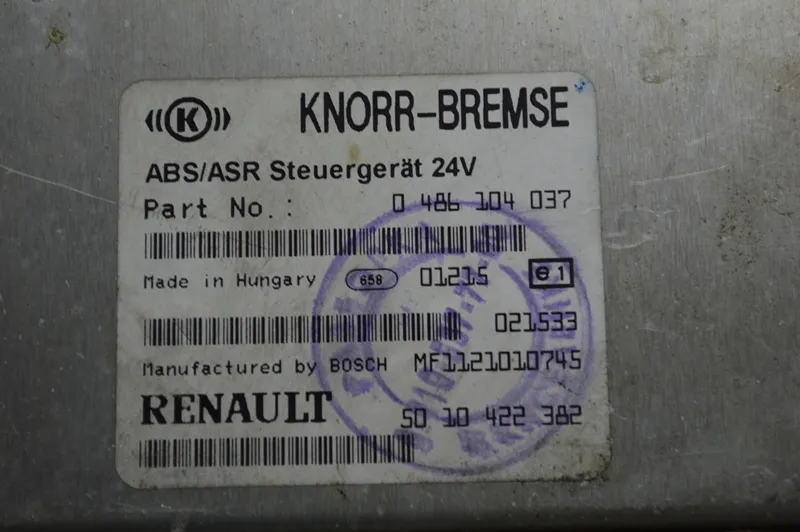 K KNORR-BREMSE
ABS/ASR Steuergerät 24V
Part No.: 0 486 104 037
Made in Hungary 658 01215 e1
021533
Manufactured by BOSCH MF1121010745
RENAULT 50 10 422 382